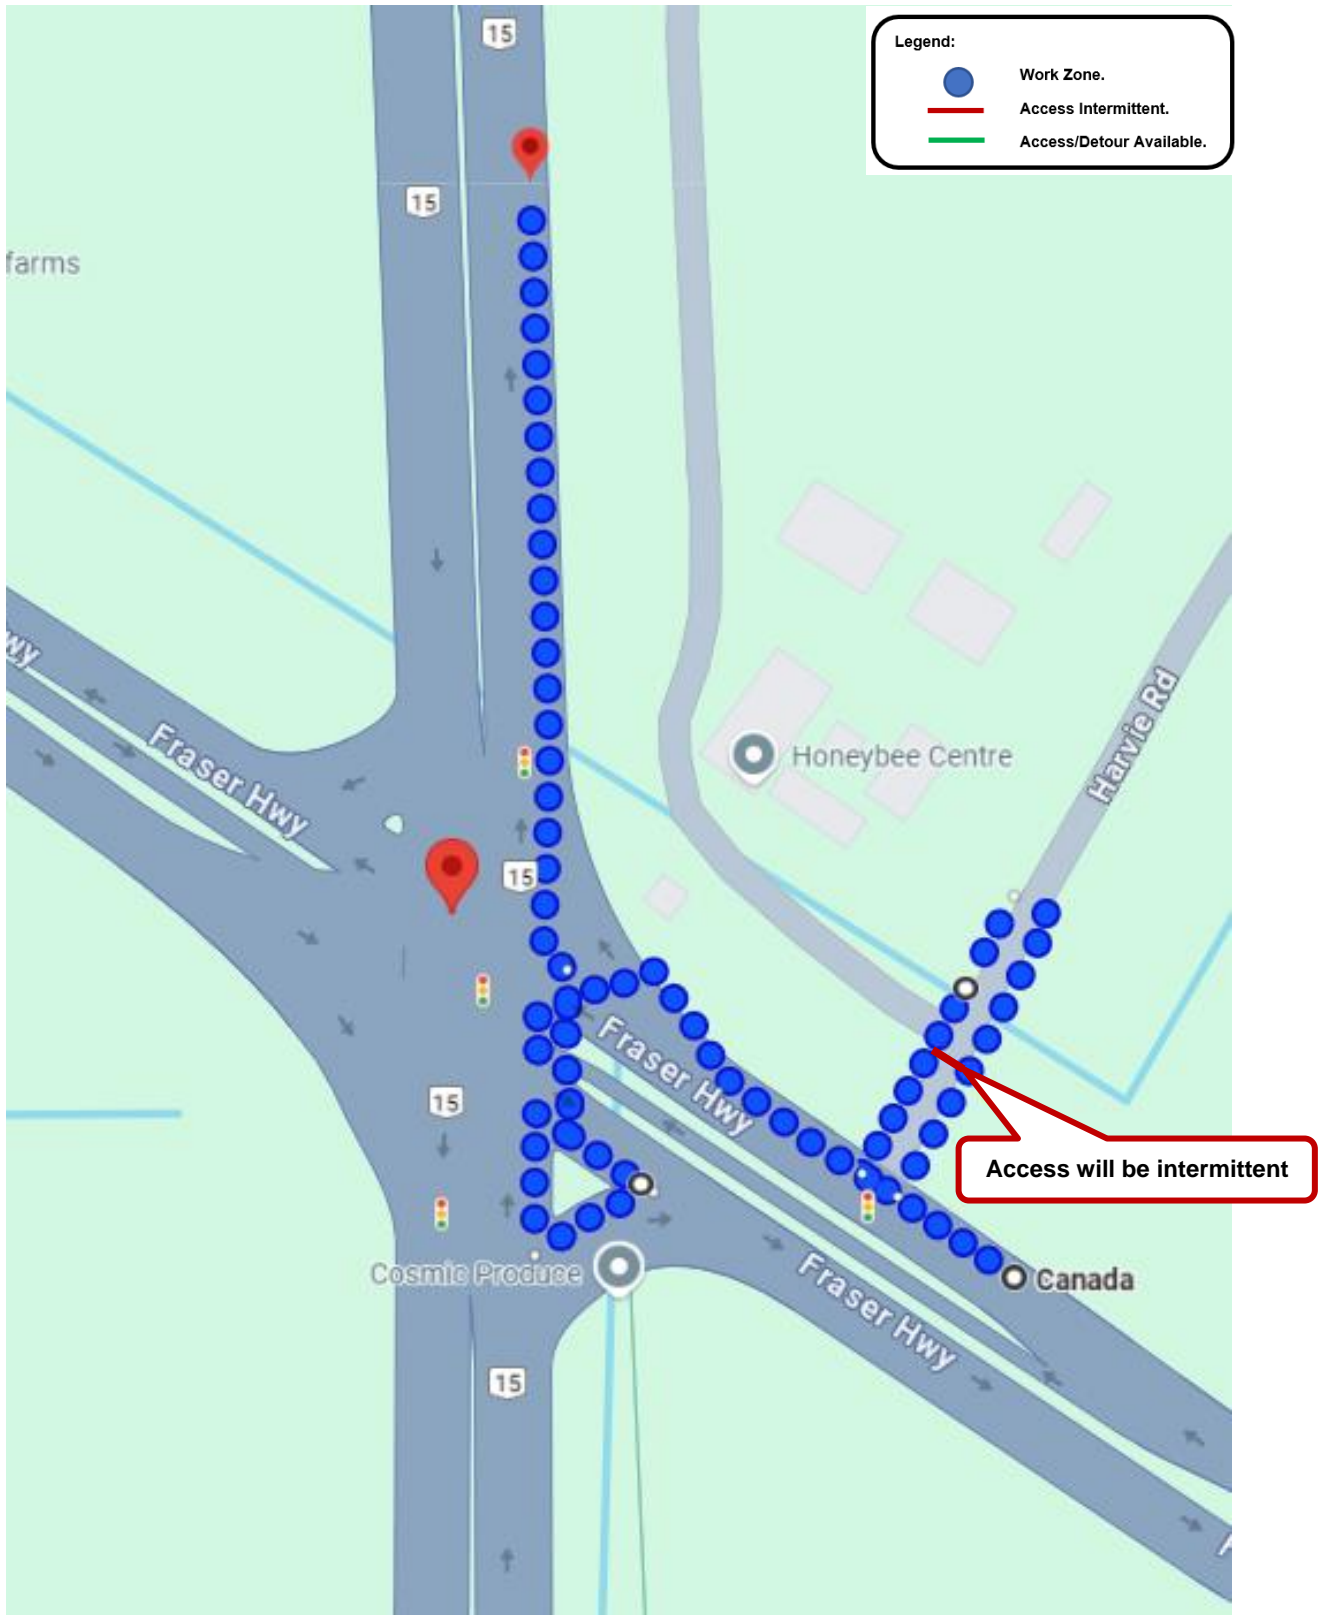 15
Legend:
Work Zone.
Access Intermittent.
Access/Detour Available.
15
farms
wy
Fraser Hwy
Harvie Rd
Honeybee Centre
15
Fraser Hwy
15
Access will be intermittent
Cosmic Produce
Canada
Fraser Hwy
15
F